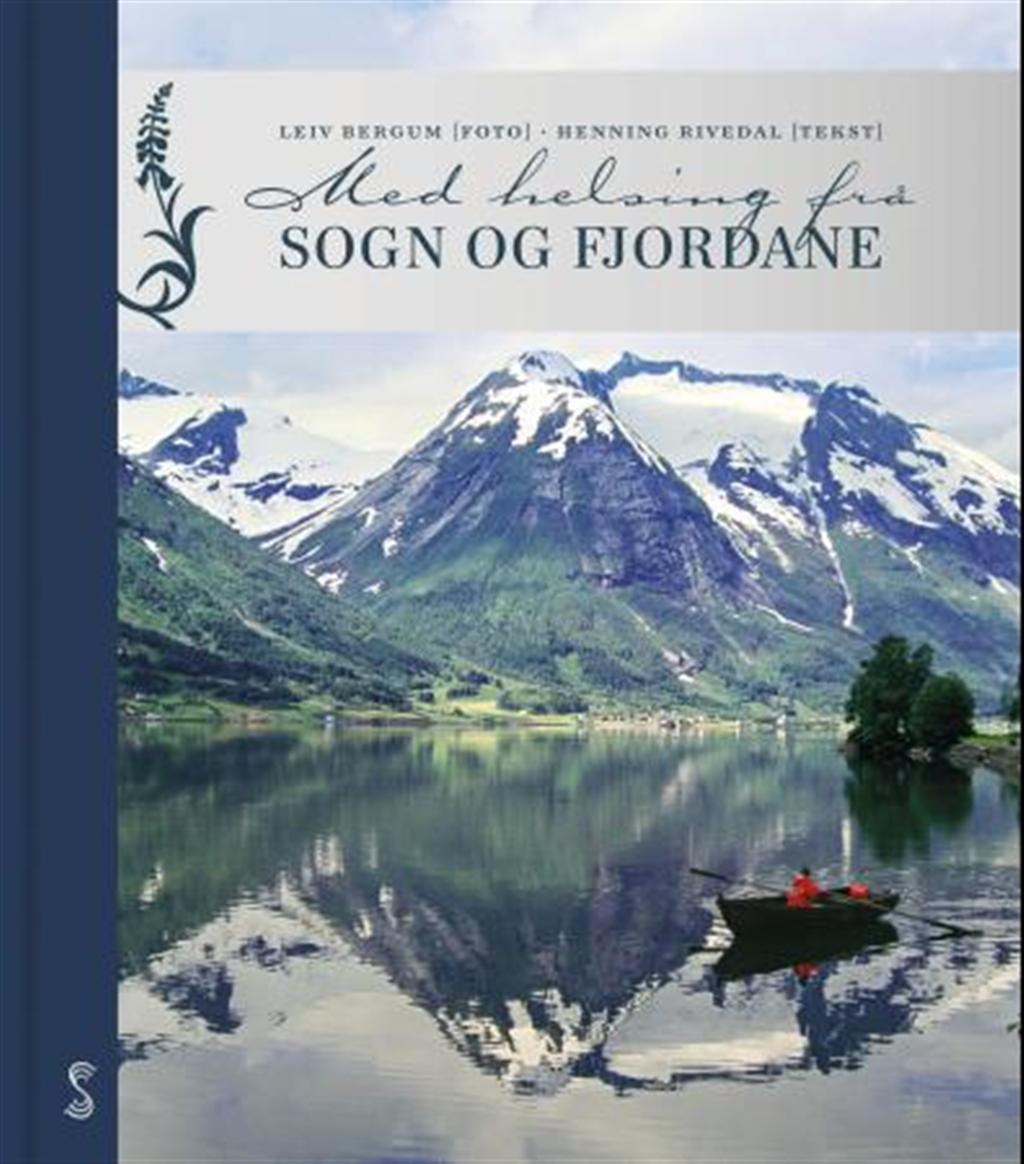 LEIV BERGUM [FOTO] · HENNING RIVEDAL [TEKST]
Med helsing frå
SOGN OG FJORDANE
S